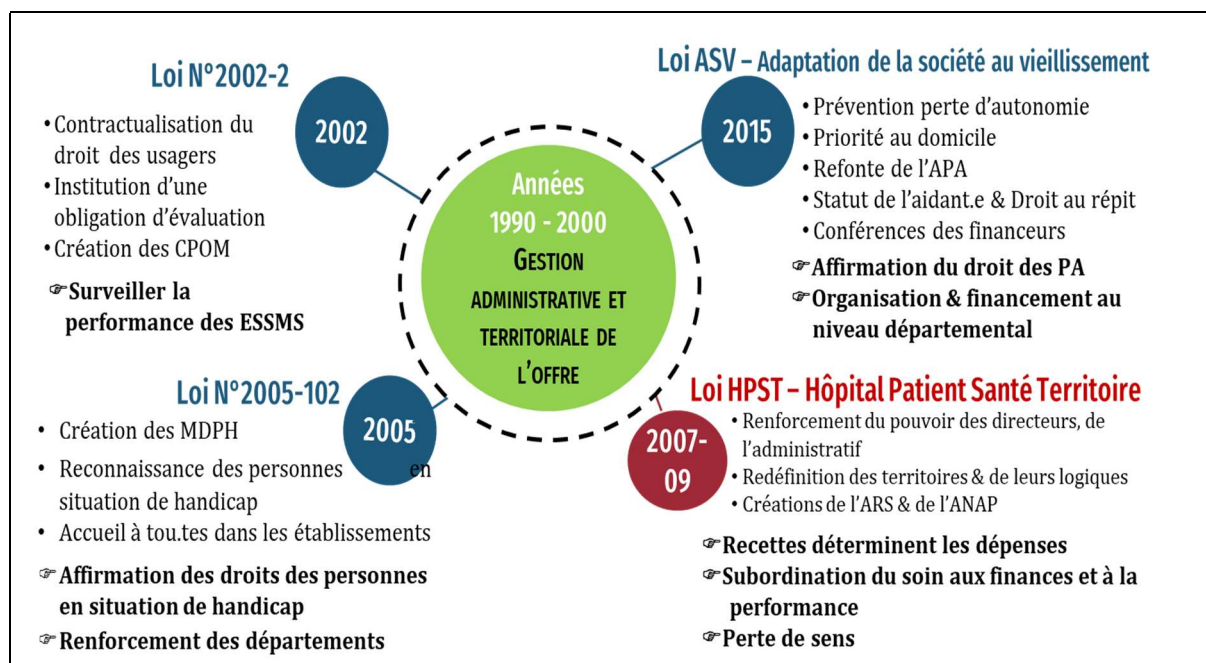 Loi N°2002-2
2002
• Contractualisation du
droit des usagers
• Institution d'une
obligation d'évaluation
• Création des CPOM
☞Surveiller la
performance des ESSMS
Loi ASV – Adaptation de la société au vieillissement
2015
• Prévention perte d'autonomie
• Priorité au domicile
• Refonte de l'APA
• Statut de l'aidant.e & Droit au répit
• Conférences des financeurs
☞Affirmation du droit des PA
☞Organisation & financement au
niveau départemental
Années
1990 - 2000
GESTION
ADMINISTRATIVE ET
TERRITORIALE DE
L'OFFRE
Loi N°2005-102
2005
• Création des MDPH
• Reconnaissance des personnes en
situation de handicap
• Accueil à tou.tes dans les établissements
☞ Affirmation des droits des personnes
en situation de handicap
☞ Renforcement des départements
Loi HPST – Hôpital Patient Santé Territoire
2007-
09
• Renforcement du pouvoir des directeurs, de
l'administratif
• Redéfinition des territoires & de leurs logiques
• Créations de l'ARS & de l'ANAP
☞Recettes déterminent les dépenses
☞Subordination du soin aux finances et à la
performance
☞Perte de sens